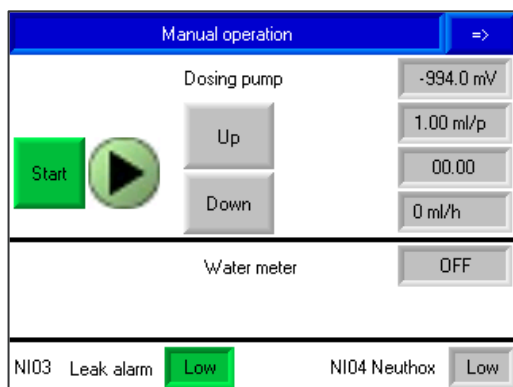 Manual operation =>
Dosing pump -994.0 mV
Up 1.00 ml/p
Start 00.00
Down 0 ml/h
Water meter OFF
NI03 Leak alarm Low NI04 Neuthox Low